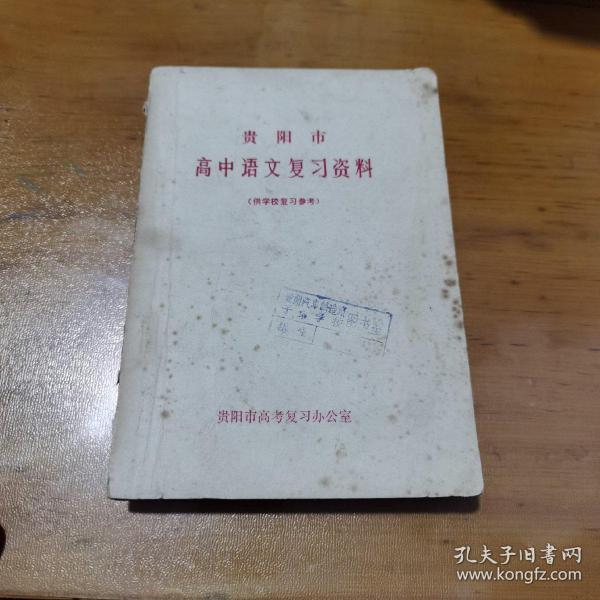 贵阳市
高中语文复习资料
（供学校复习参考）
贵阳市高考复习办公室
孔夫子旧书网
www.kongfz.com